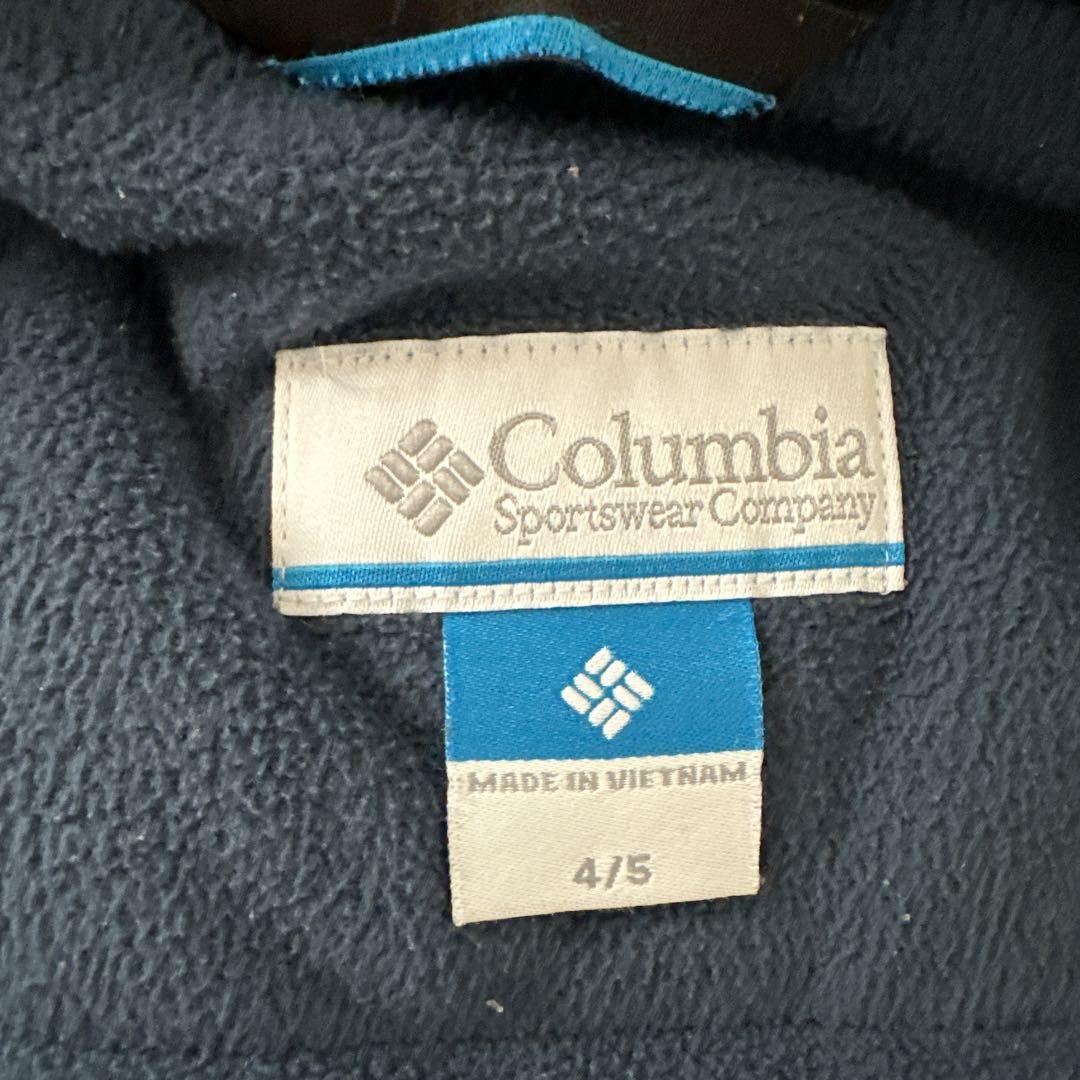 Columbia
Sportswear Company
MADE IN VIETNAM
4/5